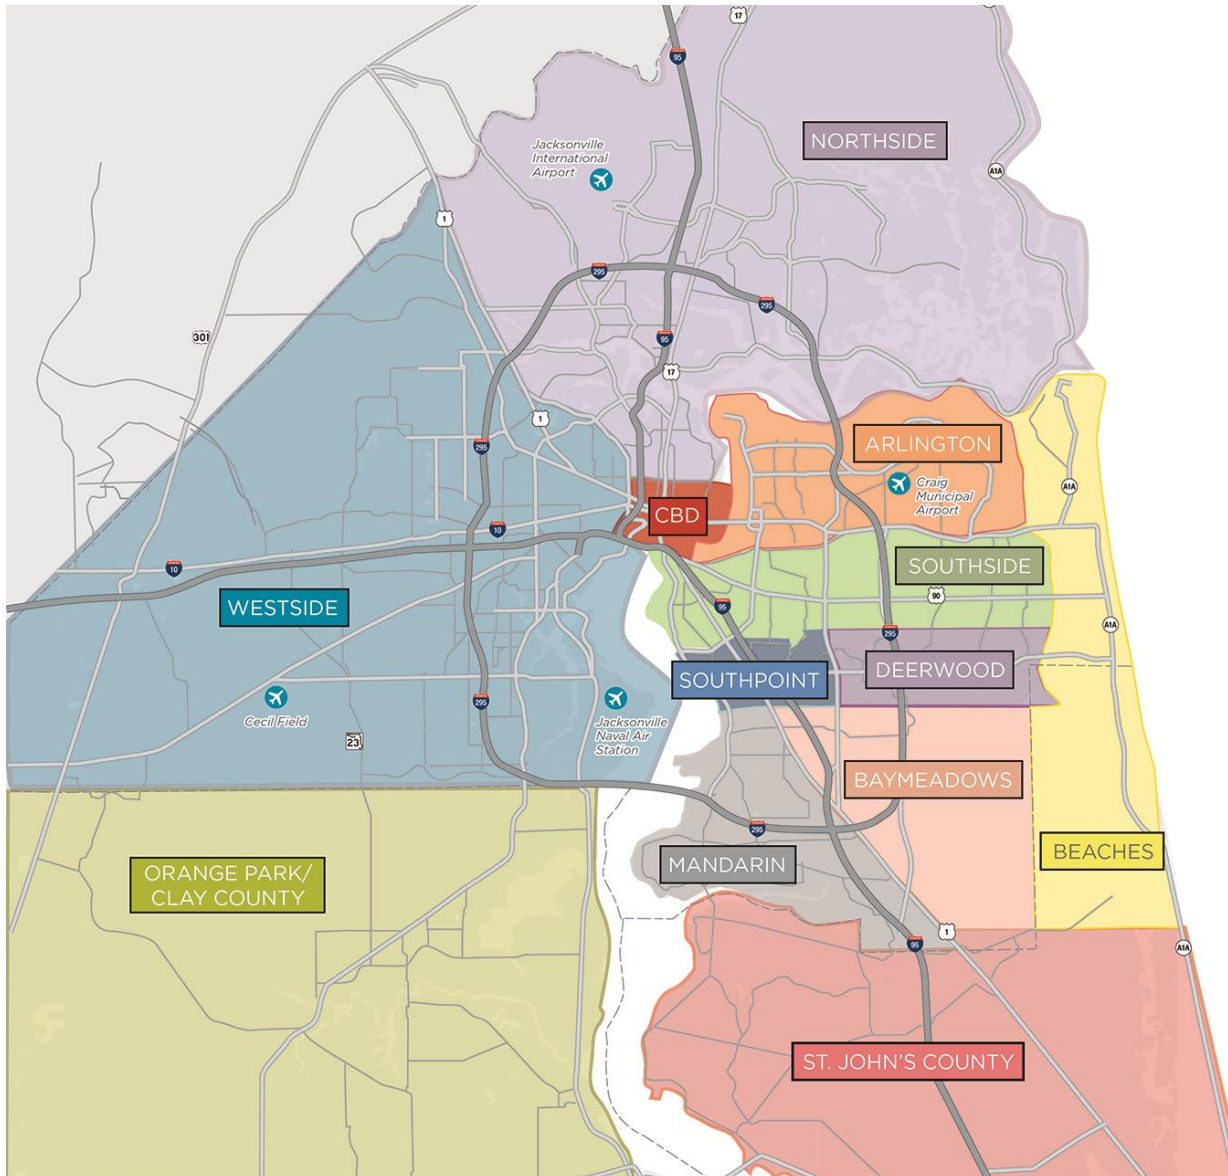 17
95
NORTHSIDE
Jacksonville
International
Airport
A1A
1
295
295
301
95
17
1
ARLINGTON
295
Craig
Municipal
Airport
A1A
CBD
10
10
SOUTHSIDE
90
WESTSIDE
95
A1A
295
DEERWOOD
SOUTHPOINT
295
Cecil Field
Jacksonville
Naval Air
Station
23
BAYMEADOWS
295
BEACHES
MANDARIN
ORANGE PARK/
CLAY COUNTY
1
95
A1A
ST. JOHN'S COUNTY